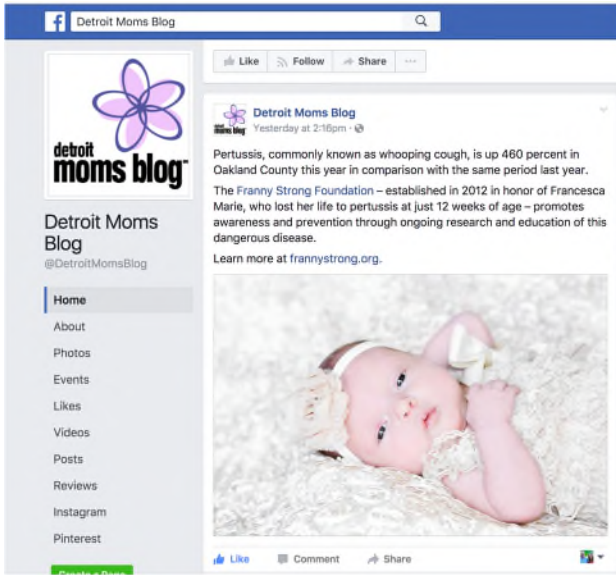 Detroit Moms Blog
Like
Follow
Share
detroit
moms blog
Detroit Moms
Blog
@DetroitMomsBlog
Home
About
Photos
Events
Likes
Videos
Posts
Reviews
Instagram
Pinterest
Create a Page
detroit
moms blog
Detroit Moms Blog
Yesterday at 2:16pm ·
Pertussis, commonly known as whooping cough, is up 460 percent in
Oakland County this year in comparison with the same period last year.
The Franny Strong Foundation – established in 2012 in honor of Francesca
Marie, who lost her life to pertussis at just 12 weeks of age – promotes
awareness and prevention through ongoing research and education of this
dangerous disease.
Learn more at frannystrong.org.
Like
Comment
Share